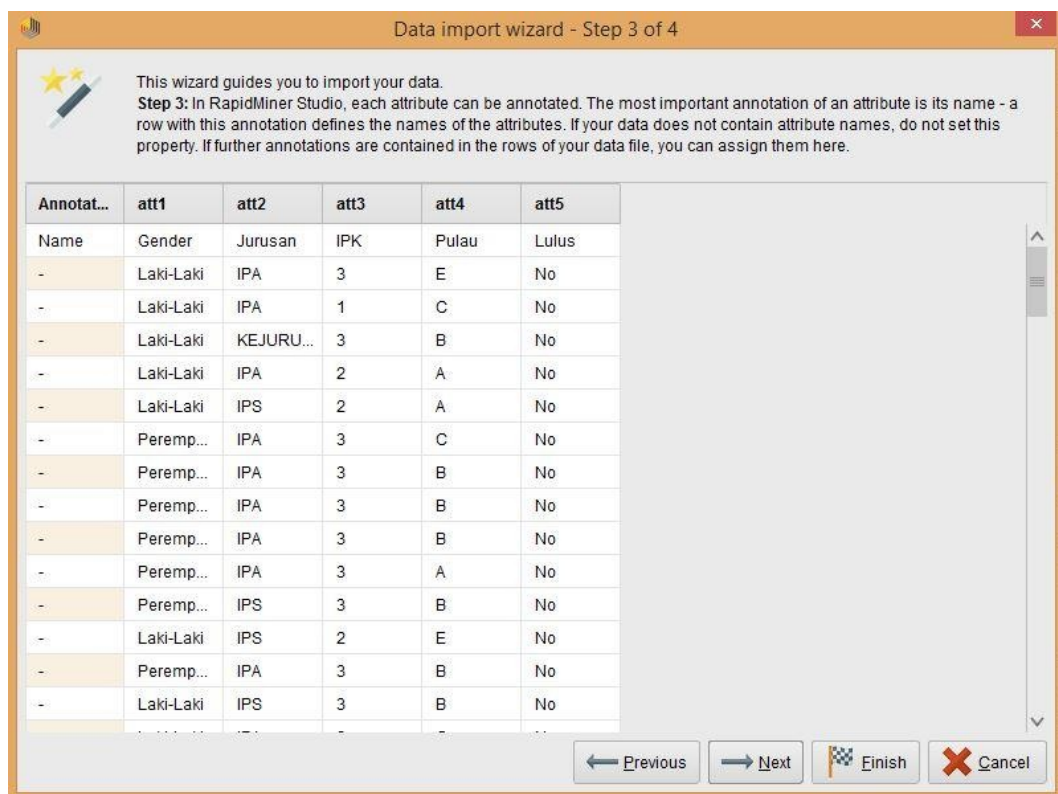 Data import wizard - Step 3 of 4
This wizard guides you to import your data.
Step 3: In RapidMiner Studio, each attribute can be annotated. The most important annotation of an attribute is its name - a
row with this annotation defines the names of the attributes. If your data does not contain attribute names, do not set this
property. If further annotations are contained in the rows of your data file, you can assign them here.
Annotat... att1 att2 att3 att4 att5
Name Gender Jurusan IPK Pulau Lulus
- Laki-Laki IPA 3 E No
- Laki-Laki IPA 1 C No
- Laki-Laki KEJURU... 3 B No
- Laki-Laki IPA 2 A No
- Laki-Laki IPS 2 A No
- Peremp... IPA 3 C No
- Peremp... IPA 3 B No
- Peremp... IPA 3 B No
- Peremp... IPA 3 B No
- Peremp... IPA 3 A No
- Peremp... IPS 3 B No
- Laki-Laki IPS 2 E No
- Peremp... IPA 3 B No
- Laki-Laki IPS 3 B No
Previous Next Finish Cancel